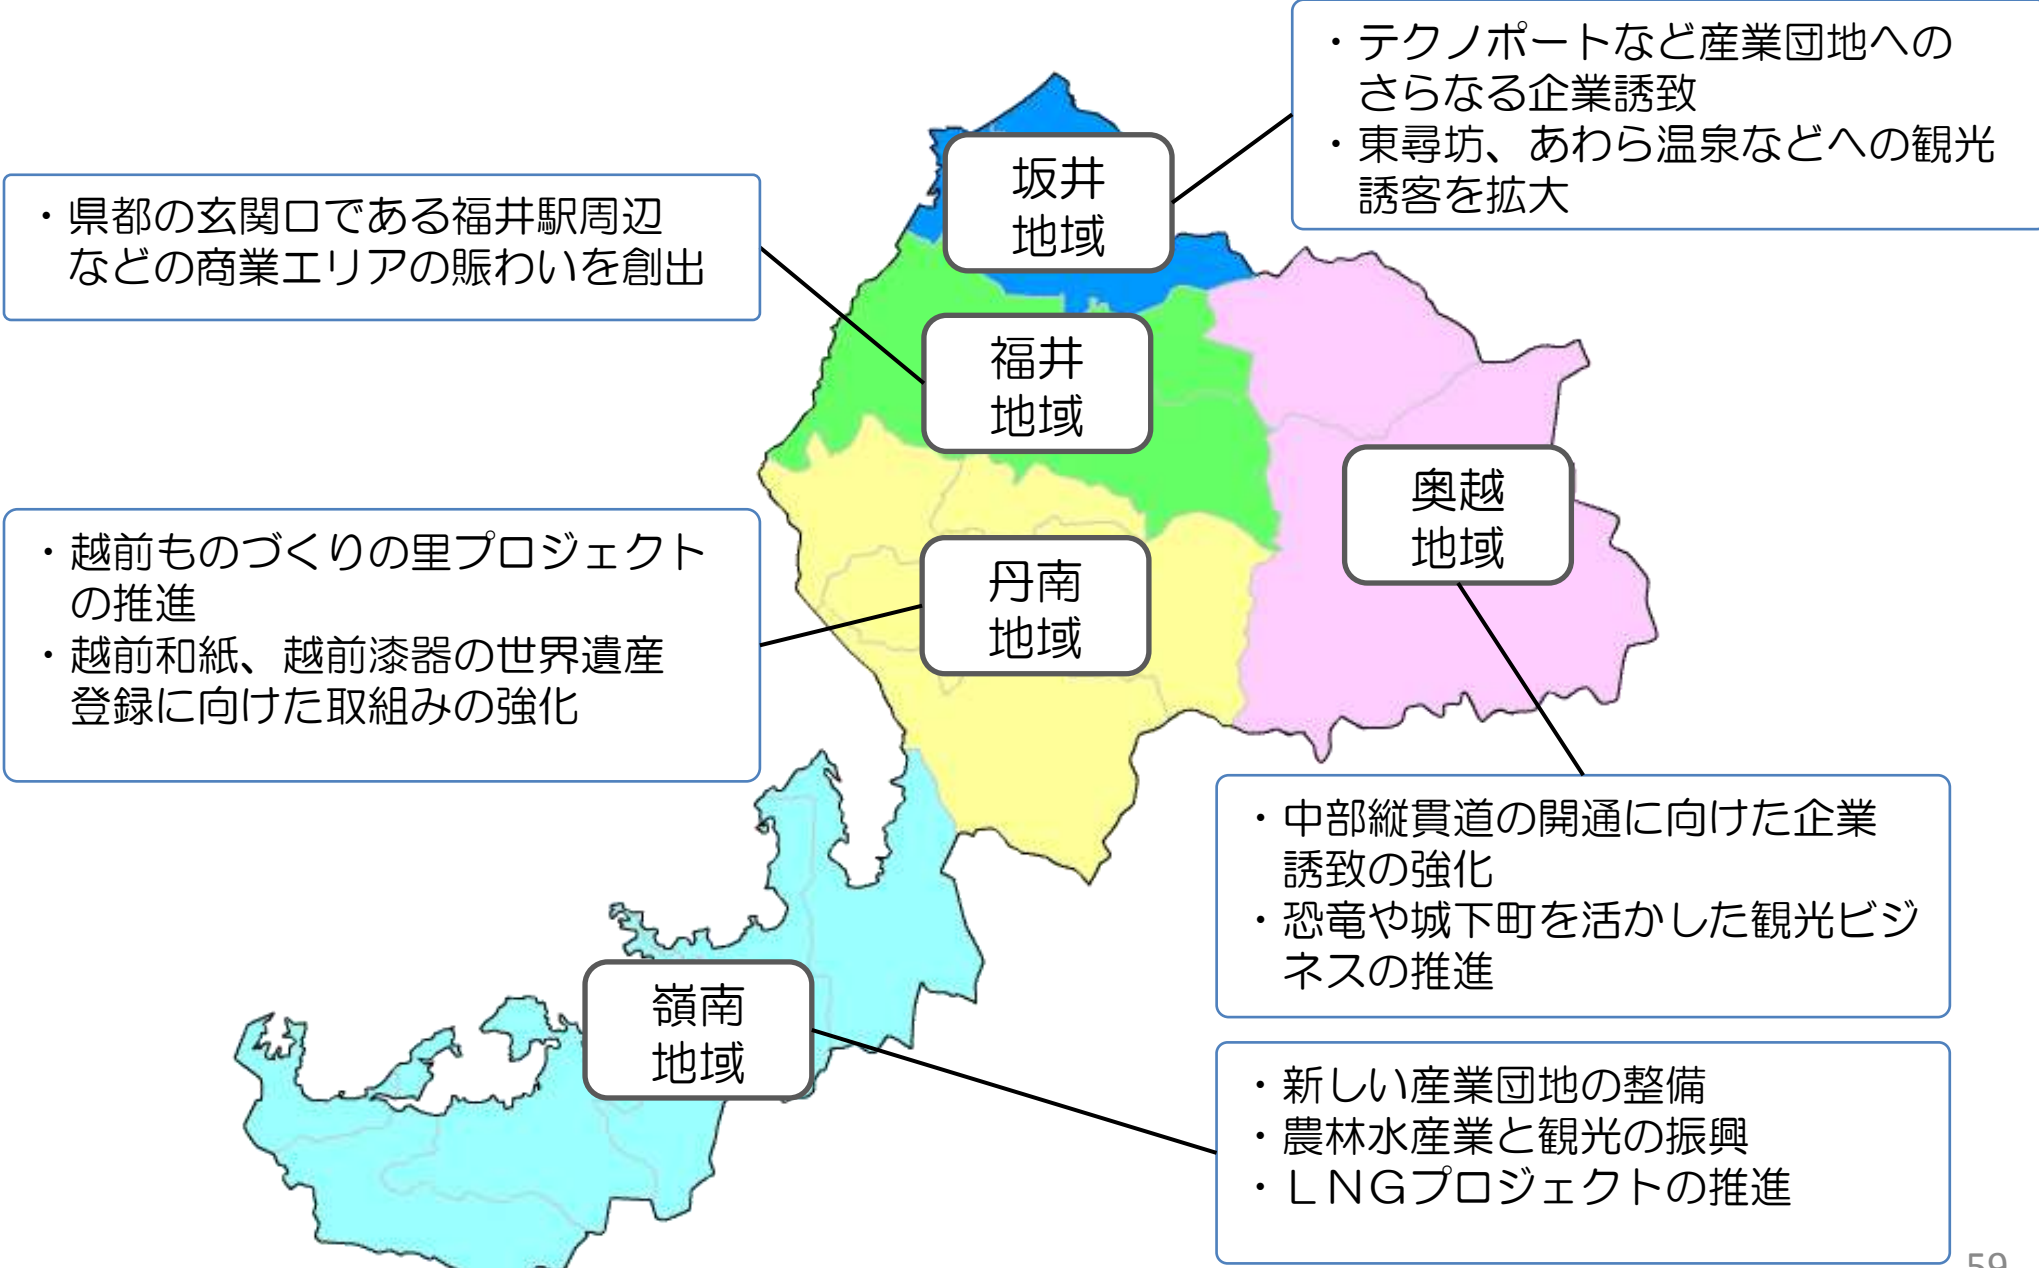 ・テクノポートなど産業団地への
さらなる企業誘致
・東尋坊、あわら温泉などへの観光
誘客を拡大
坂井
地域
・県都の玄関口である福井駅周辺
などの商業エリアの賑わいを創出
福井
地域
奥越
地域
・越前ものづくりの里プロジェクト
の推進
・越前和紙、越前漆器の世界遺産
登録に向けた取組みの強化
丹南
地域
・中部縦貫道の開通に向けた企業
誘致の強化
・恐竜や城下町を活かした観光ビジ
ネスの推進
嶺南
地域
・新しい産業団地の整備
・農林水産業と観光の振興
・ＬＮＧプロジェクトの推進
59